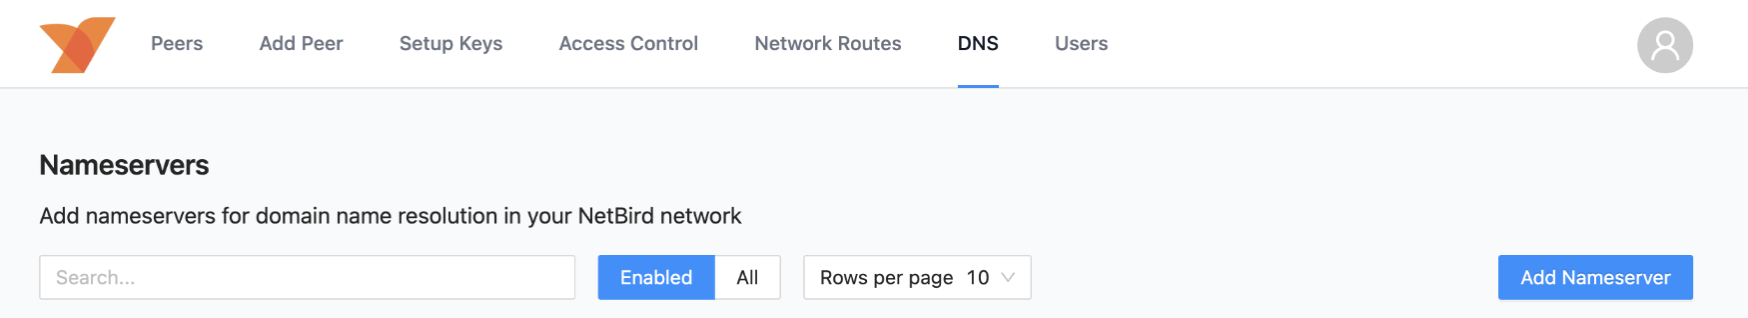 Peers Add Peer Setup Keys Access Control Network Routes DNS Users
Nameservers
Add nameservers for domain name resolution in your NetBird network
Search... Enabled All Rows per page 10 Add Nameserver